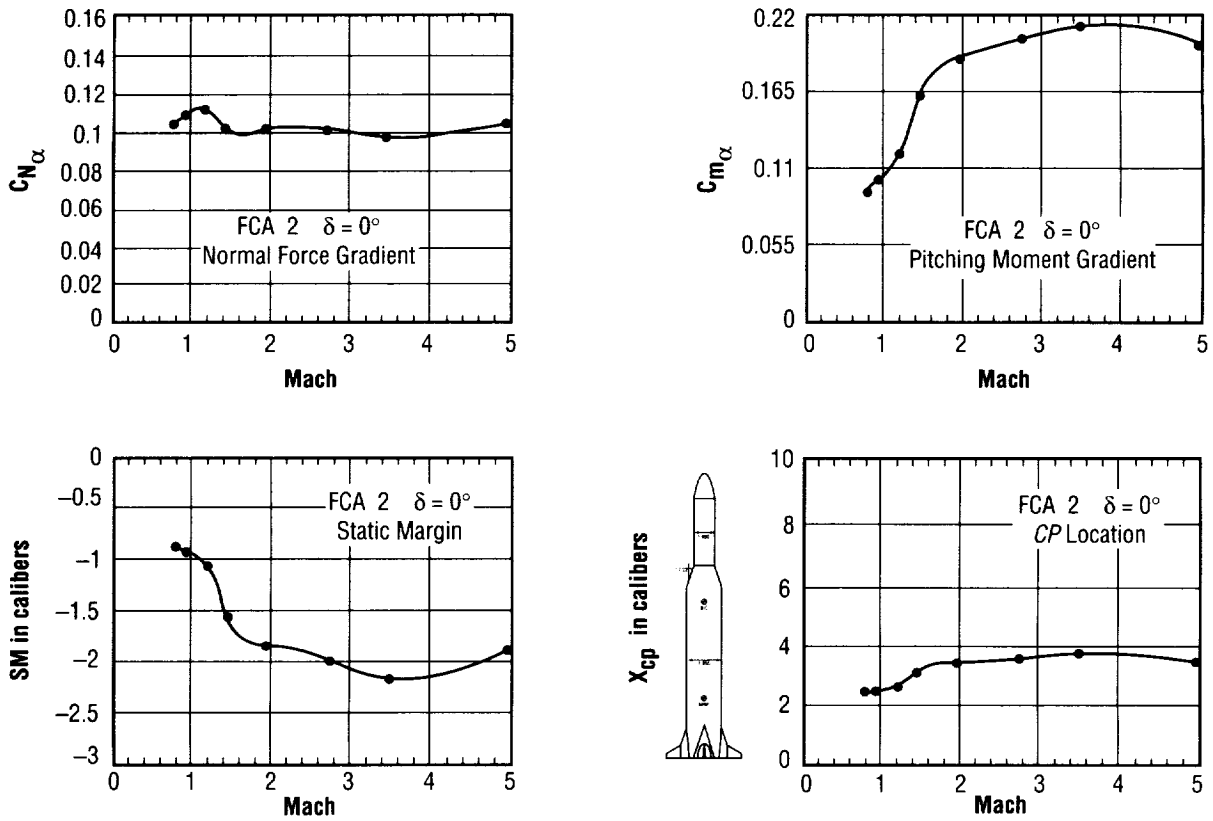 0.16
0.14
0.12
0.1
0.08
0.06
0.04
0.02
0
C_Nα
FCA 2 δ = 0°
Normal Force Gradient
0 1 2 3 4 5
Mach
0.22
0.165
0.11
0.055
0
C_mα
FCA 2 δ = 0°
Pitching Moment Gradient
0 1 2 3 4 5
Mach
0
–0.5
–1
–1.5
–2
–2.5
–3
SM in calibers
FCA 2 δ = 0°
Static Margin
0 1 2 3 4 5
Mach
10
8
6
4
2
0
X_cp in calibers
FCA 2 δ = 0°
CP Location
0 1 2 3 4 5
Mach